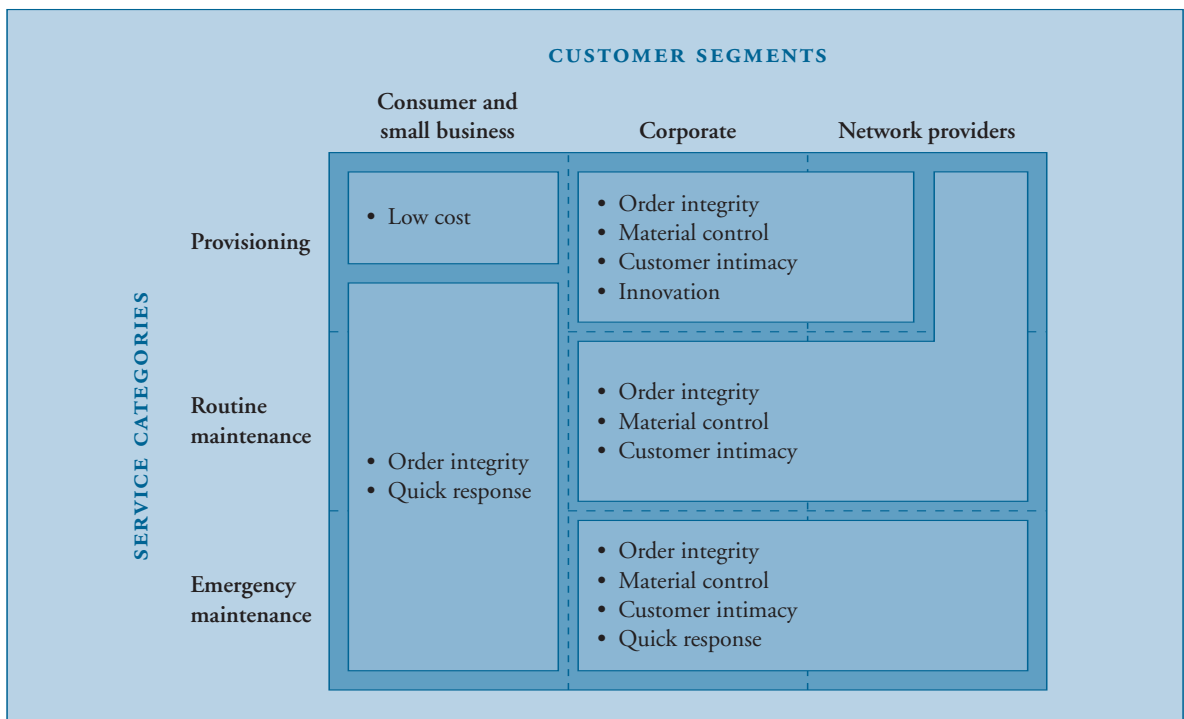 CUSTOMER SEGMENTS
Consumer and
small business
Corporate
Network providers
SERVICE CATEGORIES
Provisioning
• Low cost
• Order integrity
• Material control
• Customer intimacy
• Innovation
Routine
maintenance
• Order integrity
• Quick response
• Order integrity
• Material control
• Customer intimacy
Emergency
maintenance
• Order integrity
• Material control
• Customer intimacy
• Quick response